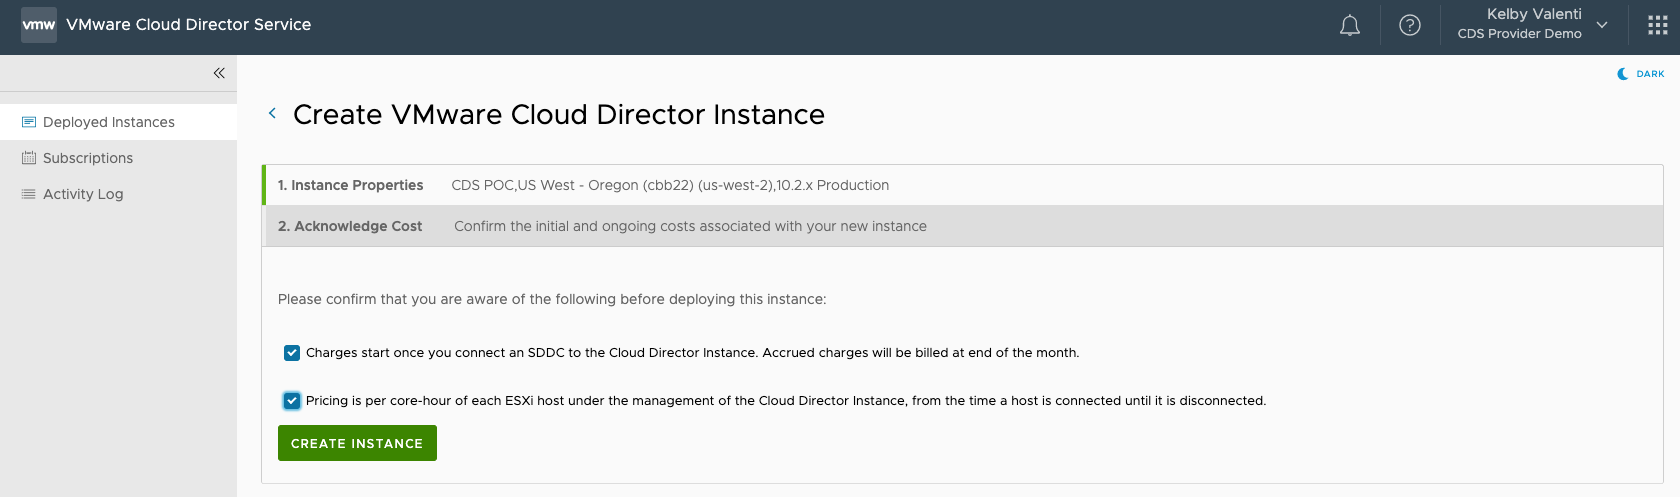 vmw VMware Cloud Director Service
Kelby Valenti
CDS Provider Demo
DARK
Deployed Instances
Subscriptions
Activity Log
Create VMware Cloud Director Instance
1. Instance Properties CDS POC,US West - Oregon (cbb22) (us-west-2),10.2.x Production
2. Acknowledge Cost Confirm the initial and ongoing costs associated with your new instance
Please confirm that you are aware of the following before deploying this instance:
Charges start once you connect an SDDC to the Cloud Director Instance. Accrued charges will be billed at end of the month.
Pricing is per core-hour of each ESXi host under the management of the Cloud Director Instance, from the time a host is connected until it is disconnected.
CREATE INSTANCE